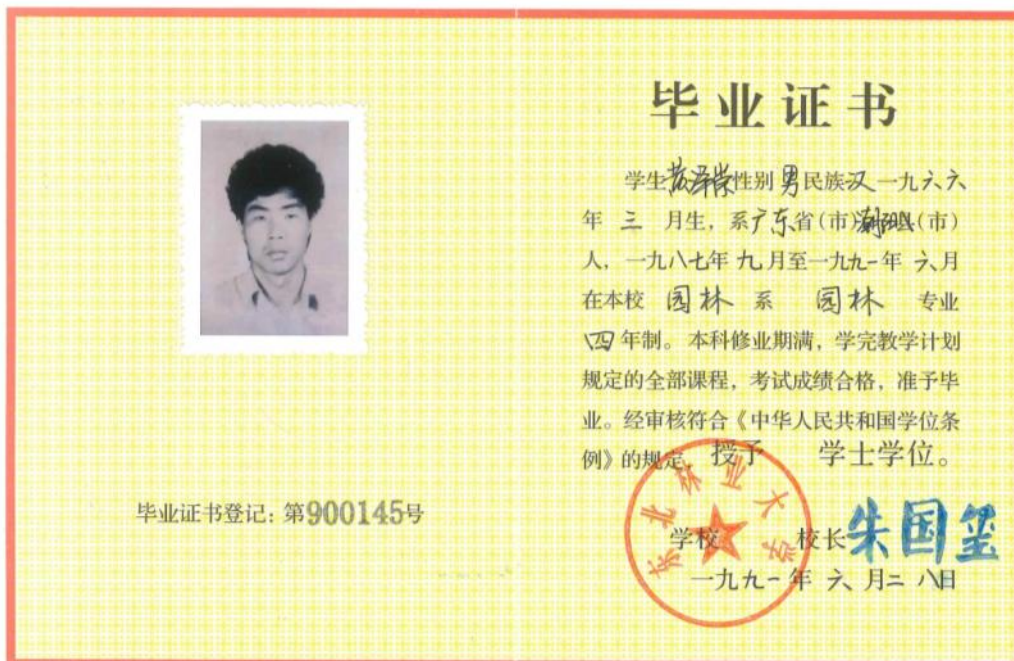 毕业证书
学生黄泽荣性别男民族汉一九六六
年三月生，系广东省(市)潮阳县(市)
人，一九八七年九月至一九九一年六月
在本校园林系园林专业
四年制。本科修业期满，学完教学计划
规定的全部课程，考试成绩合格，准予毕
业。经审核符合《中华人民共和国学位条
例》的规定，授予 学士学位。
东北林业大学
学校 校长 朱国玺
一九九一年六月二八日
毕业证书登记：第900145号